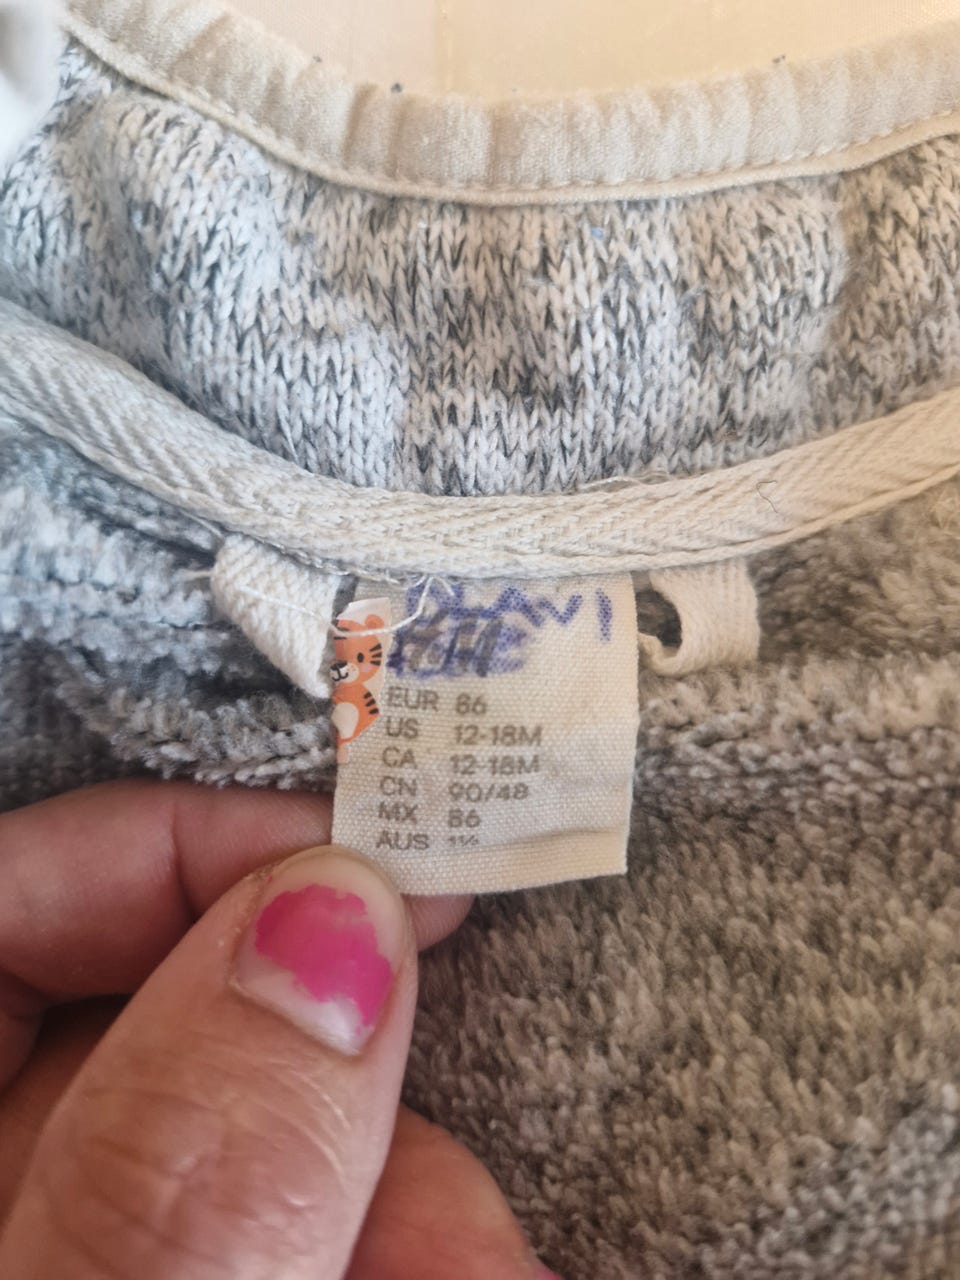 EUR 86
US 12-18M
CA 12-18M
CN 90/48
MX 86
AUS 1½